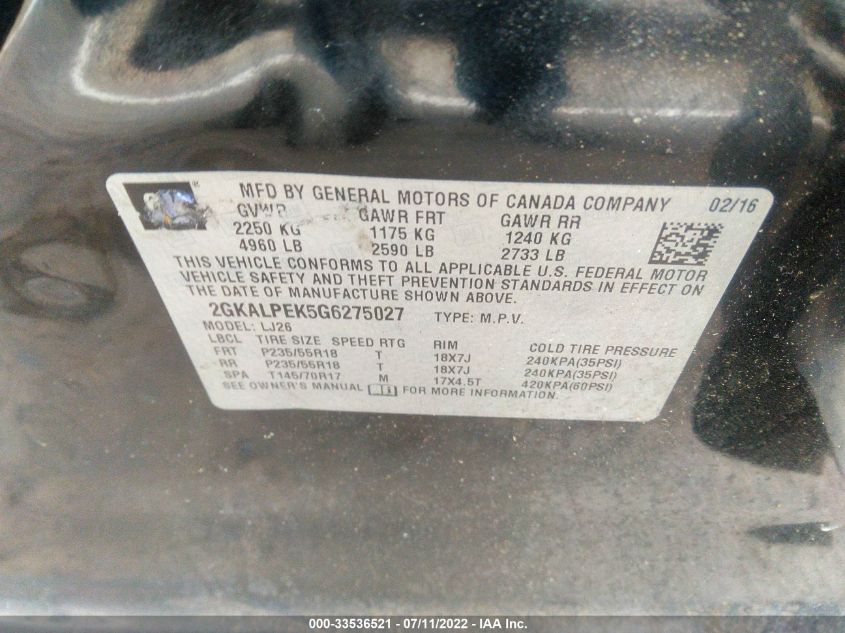 MFD BY GENERAL MOTORS OF CANADA COMPANY 02/16
GVWR GAWR FRT GAWR RR
2250 KG 1175 KG 1240 KG
4960 LB 2590 LB 2733 LB
THIS VEHICLE CONFORMS TO ALL APPLICABLE U.S. FEDERAL MOTOR
VEHICLE SAFETY AND THEFT PREVENTION STANDARDS IN EFFECT ON
THE DATE OF MANUFACTURE SHOWN ABOVE.
2GKALPEK5G6275027 TYPE: M.P.V.
MODEL: LJ26
LBCL TIRE SIZE SPEED RTG RIM COLD TIRE PRESSURE
FRT P235/55R18 T 18X7J 240KPA(35PSI)
RR P235/55R18 T 18X7J 240KPA(35PSI)
SPA T145/70R17 M 17X4.5T 420KPA(60PSI)
SEE OWNER'S MANUAL FOR MORE INFORMATION.
000-33536521 - 07/11/2022 - IAA Inc.